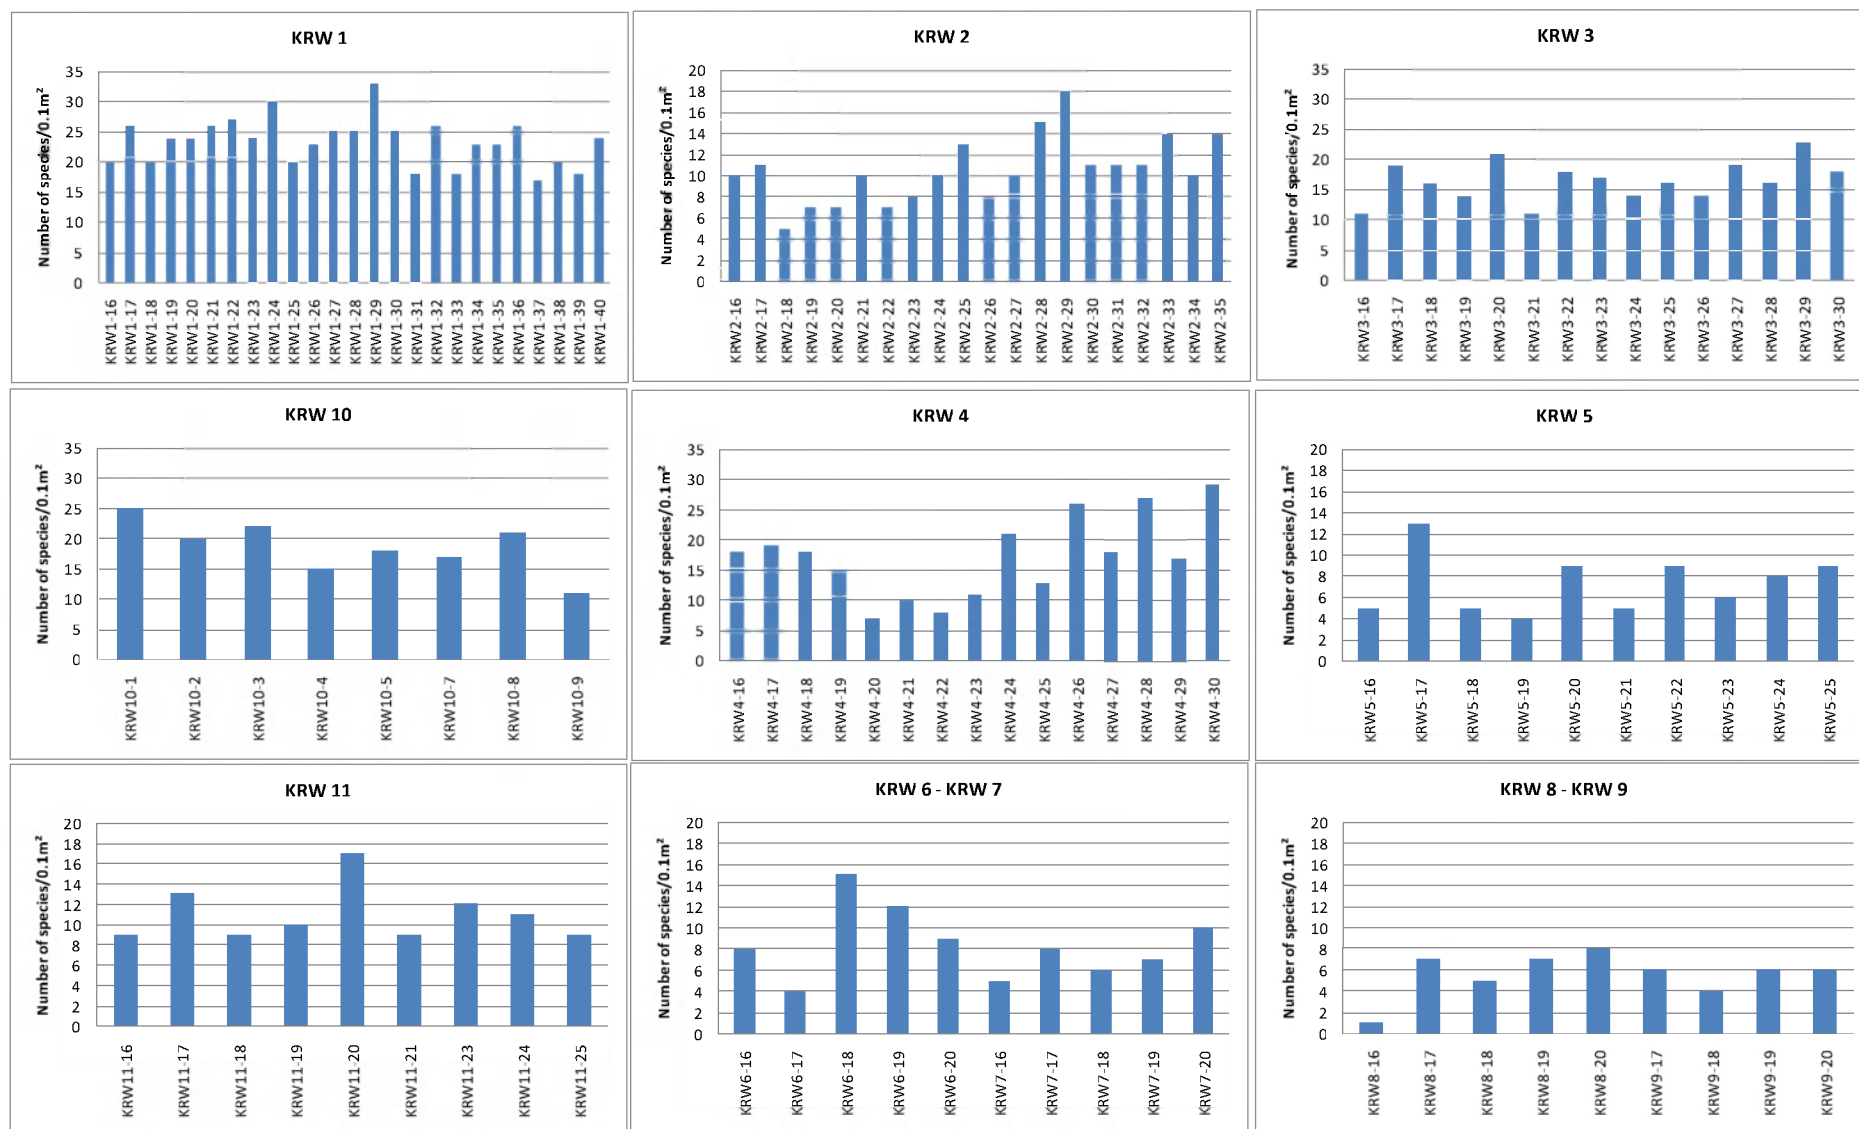 KRW 1
Number of species/0.1m²
35
30
25
20
15
10
5
0
KRW1-16
KRW1-17
KRW1-18
KRW1-19
KRW1-20
KRW1-21
KRW1-22
KRW1-23
KRW1-24
KRW1-25
KRW1-26
KRW1-27
KRW1-28
KRW1-29
KRW1-30
KRW1-31
KRW1-32
KRW1-33
KRW1-34
KRW1-35
KRW1-36
KRW1-37
KRW1-38
KRW1-39
KRW1-40
KRW 2
Number of species/0.1m²
20
18
16
14
12
10
8
6
4
2
0
KRW2-16
KRW2-17
KRW2-18
KRW2-19
KRW2-20
KRW2-21
KRW2-22
KRW2-23
KRW2-24
KRW2-25
KRW2-26
KRW2-27
KRW2-28
KRW2-29
KRW2-30
KRW2-31
KRW2-32
KRW2-33
KRW2-34
KRW2-35
KRW 3
Number of species/0.1m²
35
30
25
20
15
10
5
0
KRW3-16
KRW3-17
KRW3-18
KRW3-19
KRW3-20
KRW3-21
KRW3-22
KRW3-23
KRW3-24
KRW3-25
KRW3-26
KRW3-27
KRW3-28
KRW3-29
KRW3-30
KRW 10
Number of species/0.1m²
35
30
25
20
15
10
5
0
KRW10-1
KRW10-2
KRW10-3
KRW10-4
KRW10-5
KRW10-7
KRW10-8
KRW10-9
KRW 4
Number of species/0.1m²
35
30
25
20
15
10
5
0
KRW4-16
KRW4-17
KRW4-18
KRW4-19
KRW4-20
KRW4-21
KRW4-22
KRW4-23
KRW4-24
KRW4-25
KRW4-26
KRW4-27
KRW4-28
KRW4-29
KRW4-30
KRW 5
Number of species/0.1m²
20
18
16
14
12
10
8
6
4
2
0
KRW5-16
KRW5-17
KRW5-18
KRW5-19
KRW5-20
KRW5-21
KRW5-22
KRW5-23
KRW5-24
KRW5-25
KRW 11
Number of species/0.1m²
20
18
16
14
12
10
8
6
4
2
0
KRW11-16
KRW11-17
KRW11-18
KRW11-19
KRW11-20
KRW11-21
KRW11-23
KRW11-24
KRW11-25
KRW 6 - KRW 7
Number of species/0.1m²
20
18
16
14
12
10
8
6
4
2
0
KRW6-16
KRW6-17
KRW6-18
KRW6-19
KRW6-20
KRW7-16
KRW7-17
KRW7-18
KRW7-19
KRW7-20
KRW 8 - KRW 9
Number of species/0.1m²
20
18
16
14
12
10
8
6
4
2
0
KRW8-16
KRW8-17
KRW8-18
KRW8-19
KRW8-20
KRW9-17
KRW9-18
KRW9-19
KRW9-20